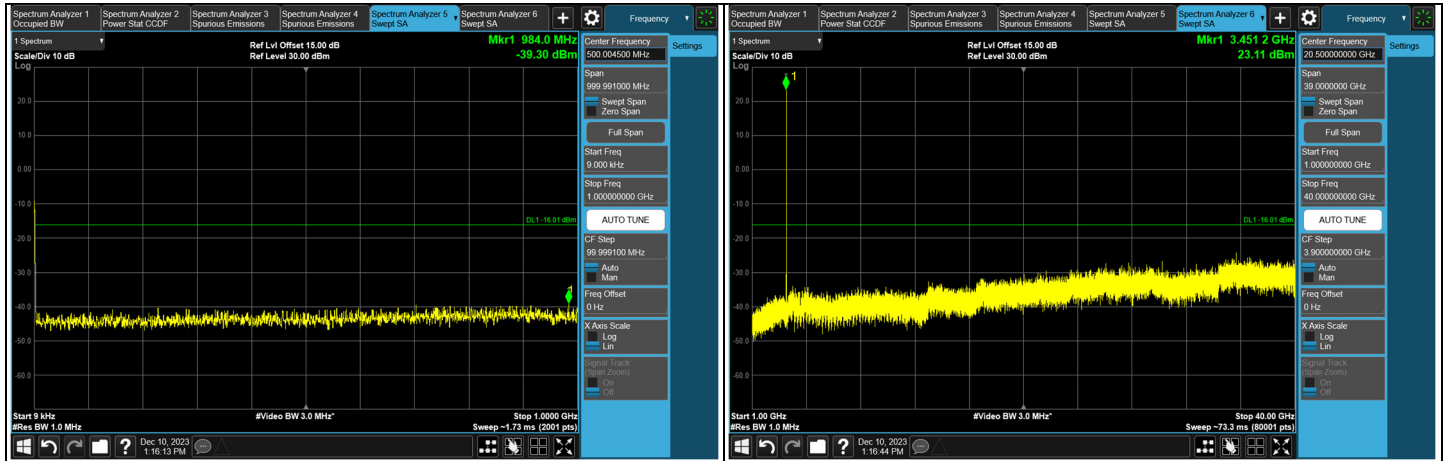 Spectrum Analyzer 1
Occupied BW
Spectrum Analyzer 2
Power Stat CCDF
Spectrum Analyzer 3
Spurious Emissions
Spectrum Analyzer 4
Spurious Emissions
Spectrum Analyzer 5
Swept SA
Spectrum Analyzer 6
Swept SA
Frequency
1 Spectrum
Scale/Div 10 dB
Log
Ref Lvl Offset 15.00 dB
Ref Level 30.00 dBm
Mkr1 984.0 MHz
-39.30 dBm
1
20.0
10.0
0.00
-10.0
-20.0
-30.0
-40.0
-50.0
-60.0
DL1 -16.01 dBm
Start 9 kHz
#Res BW 1.0 MHz
#Video BW 3.0 MHz*
Stop 1.0000 GHz
Sweep ~1.73 ms (2001 pts)
Center Frequency
500.004500 MHz
Settings
Span
999.991000 MHz
Swept Span
Zero Span
Full Span
Start Freq
9.000 kHz
Stop Freq
1.000000000 GHz
AUTO TUNE
CF Step
99.999100 MHz
Auto
Man
Freq Offset
0 Hz
X Axis Scale
Log
Lin
Signal Track
(Span Zoom)
On
Off
?
Dec 10, 2023
1:16:13 PM
Spectrum Analyzer 1
Occupied BW
Spectrum Analyzer 2
Power Stat CCDF
Spectrum Analyzer 3
Spurious Emissions
Spectrum Analyzer 4
Spurious Emissions
Spectrum Analyzer 5
Swept SA
Spectrum Analyzer 6
Swept SA
Frequency
1 Spectrum
Scale/Div 10 dB
Log
Ref Lvl Offset 15.00 dB
Ref Level 30.00 dBm
Mkr1 3.451 2 GHz
23.11 dBm
1
20.0
10.0
0.00
-10.0
-20.0
-30.0
-40.0
-50.0
-60.0
DL1 -16.01 dBm
Start 1.00 GHz
#Res BW 1.0 MHz
#Video BW 3.0 MHz*
Stop 40.00 GHz
Sweep ~73.3 ms (80001 pts)
Center Frequency
20.500000000 GHz
Settings
Span
39.0000000 GHz
Swept Span
Zero Span
Full Span
Start Freq
1.000000000 GHz
Stop Freq
40.000000000 GHz
AUTO TUNE
CF Step
3.900000000 GHz
Auto
Man
Freq Offset
0 Hz
X Axis Scale
Log
Lin
Signal Track
(Span Zoom)
On
Off
?
Dec 10, 2023
1:16:44 PM